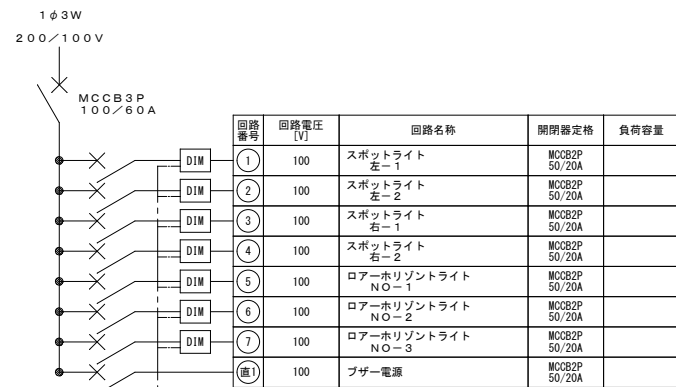 1φ3W
200/100V
MCCB3P
100/60A
回路番号 回路電圧[V] 回路名称 開閉器定格 負荷容量
DIM 1 100 スポットライト 左-1 MCCB2P 50/20A
DIM 2 100 スポットライト 左-2 MCCB2P 50/20A
DIM 3 100 スポットライト 右-1 MCCB2P 50/20A
DIM 4 100 スポットライト 右-2 MCCB2P 50/20A
DIM 5 100 ロアーホリゾントライト NO-1 MCCB2P 50/20A
DIM 6 100 ロアーホリゾントライト NO-2 MCCB2P 50/20A
DIM 7 100 ロアーホリゾントライト NO-3 MCCB2P 50/20A
直1 100 ブザー電源 MCCB2P 50/20A